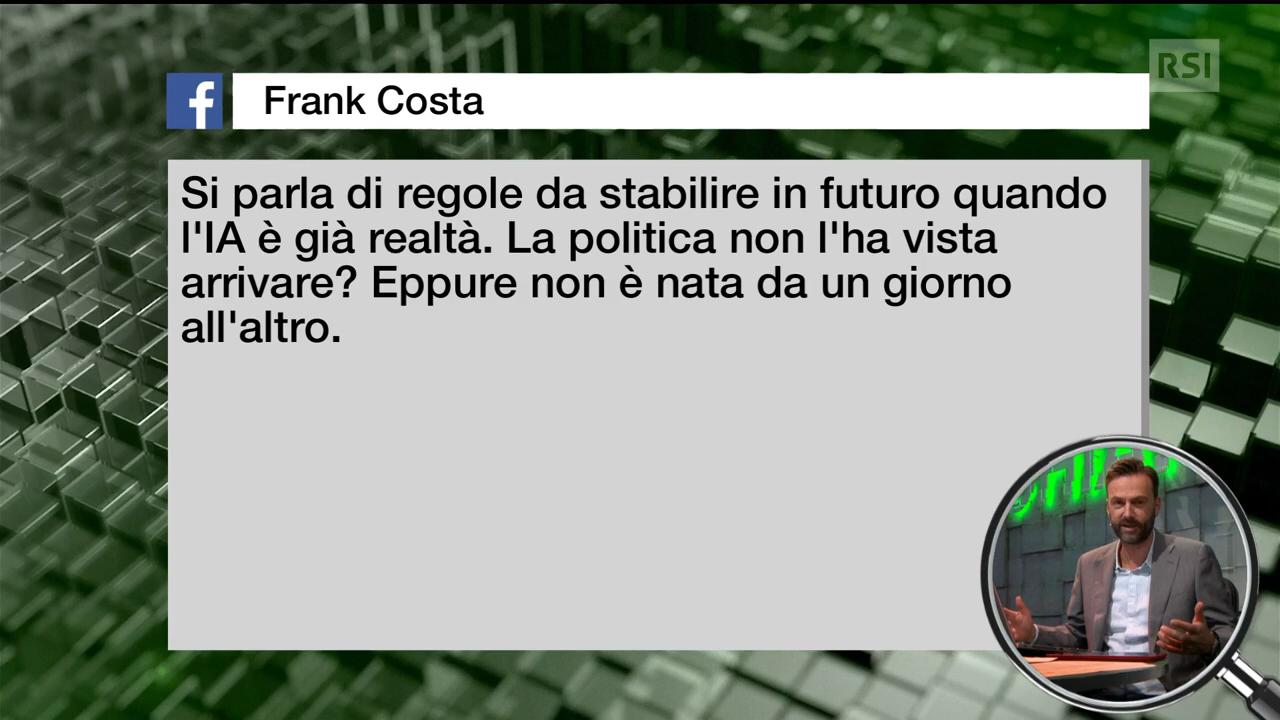 RSI
Frank Costa
Si parla di regole da stabilire in futuro quando
l'IA è già realtà. La politica non l'ha vista
arrivare? Eppure non è nata da un giorno
all'altro.